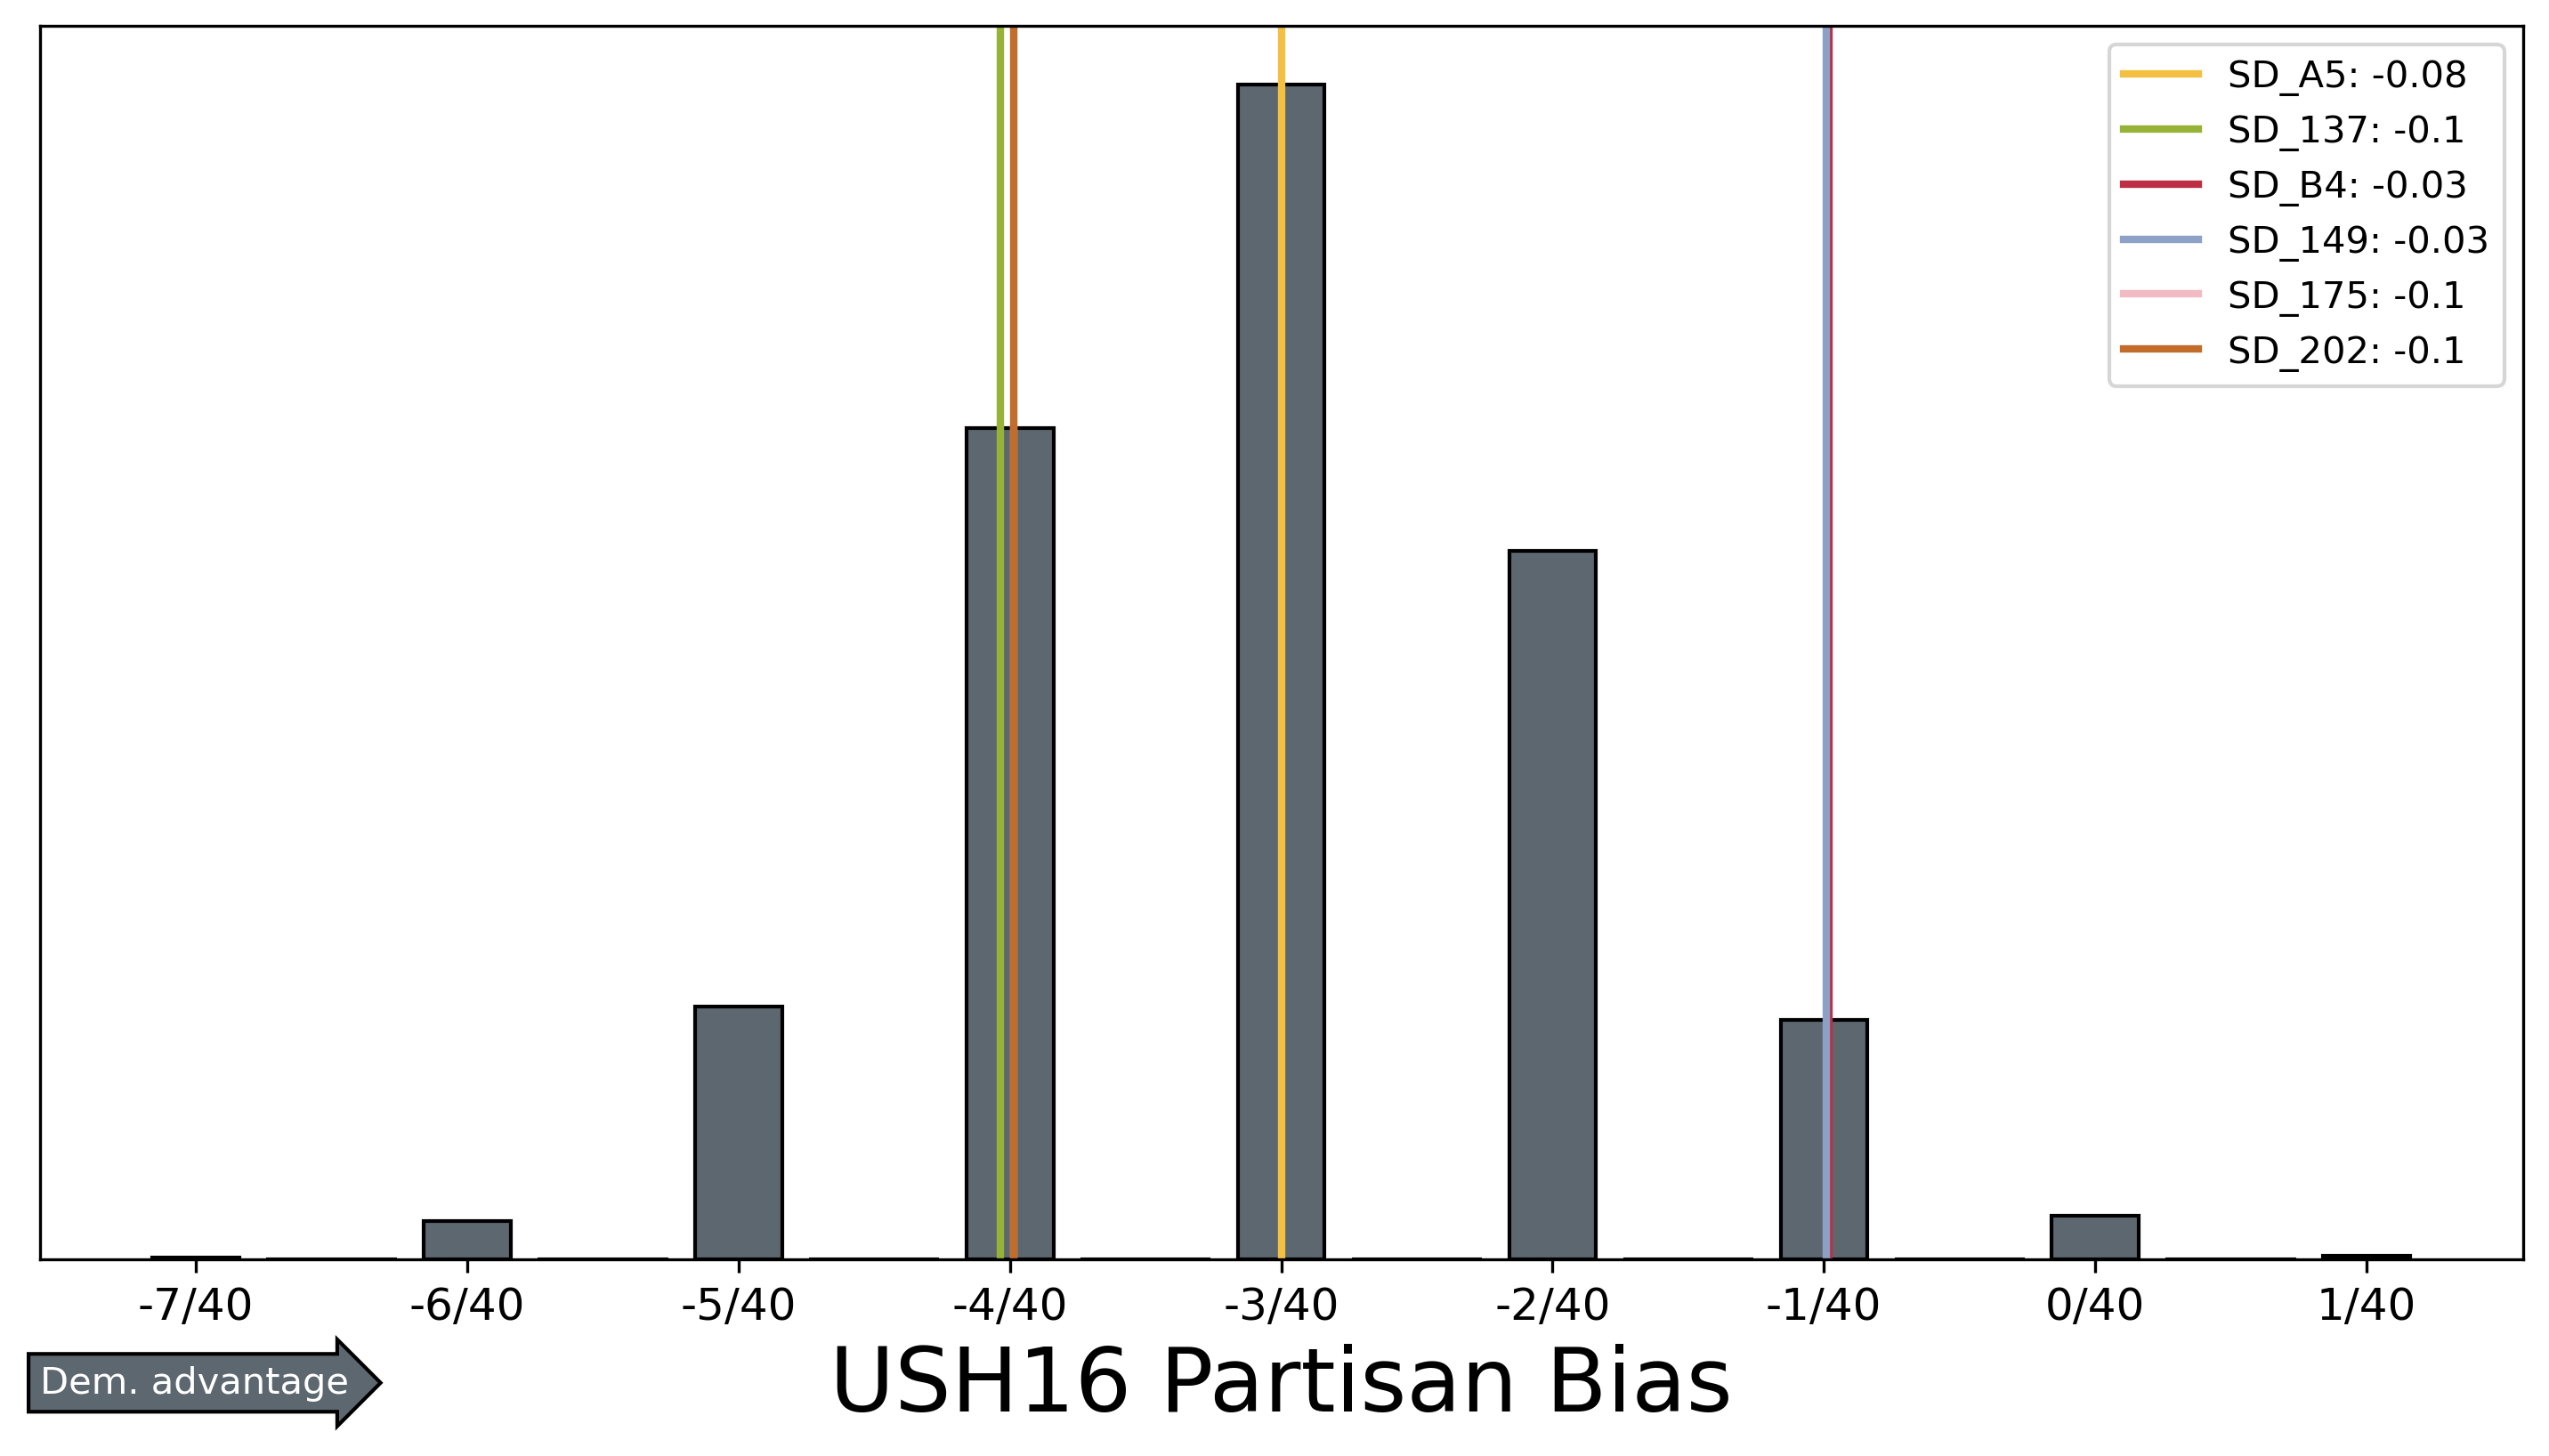 SD_A5: -0.08
SD_137: -0.1
SD_B4: -0.03
SD_149: -0.03
SD_175: -0.1
SD_202: -0.1
-7/40 -6/40 -5/40 -4/40 -3/40 -2/40 -1/40 0/40 1/40
Dem. advantage
USH16 Partisan Bias